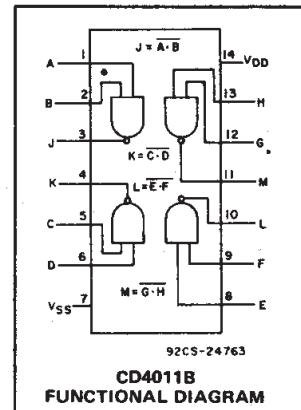 J = A·B
1
A
14
VDD
2
B
13
H
12
G
J
3
K = C·D
11
M
K
4
L = E·F
10
L
C
5
D
6
9
F
M = G·H
VSS
7
8
E
92CS-24763
CD4011B
FUNCTIONAL DIAGRAM